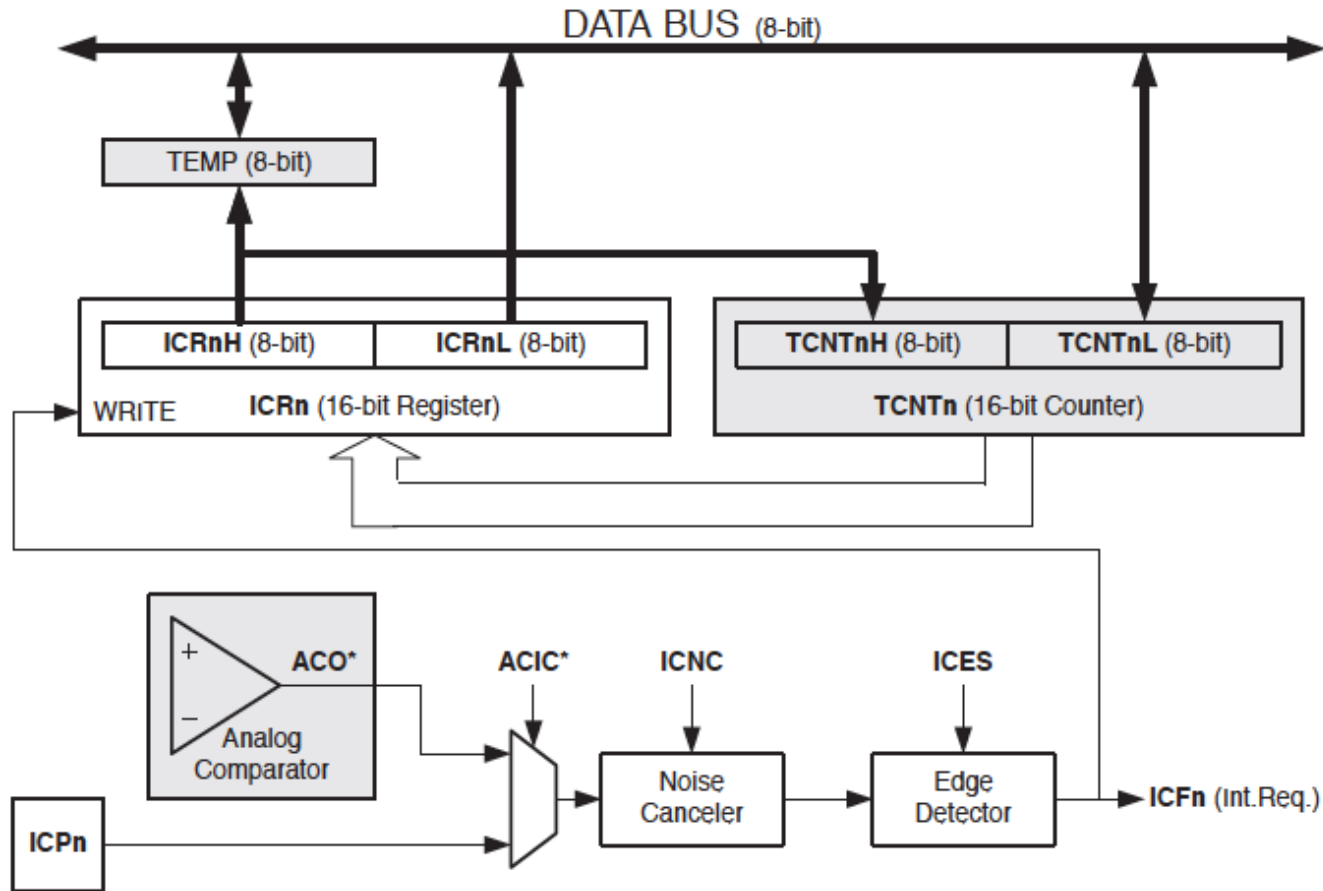 DATA BUS (8-bit)
TEMP (8-bit)
ICRnH (8-bit)
ICRnL (8-bit)
TCNTnH (8-bit)
TCNTnL (8-bit)
WRITE
ICRn (16-bit Register)
TCNTn (16-bit Counter)
+
−
ACO*
Analog
Comparator
ACIC*
ICNC
ICES
Noise
Canceler
Edge
Detector
ICFn (Int.Req.)
ICPn